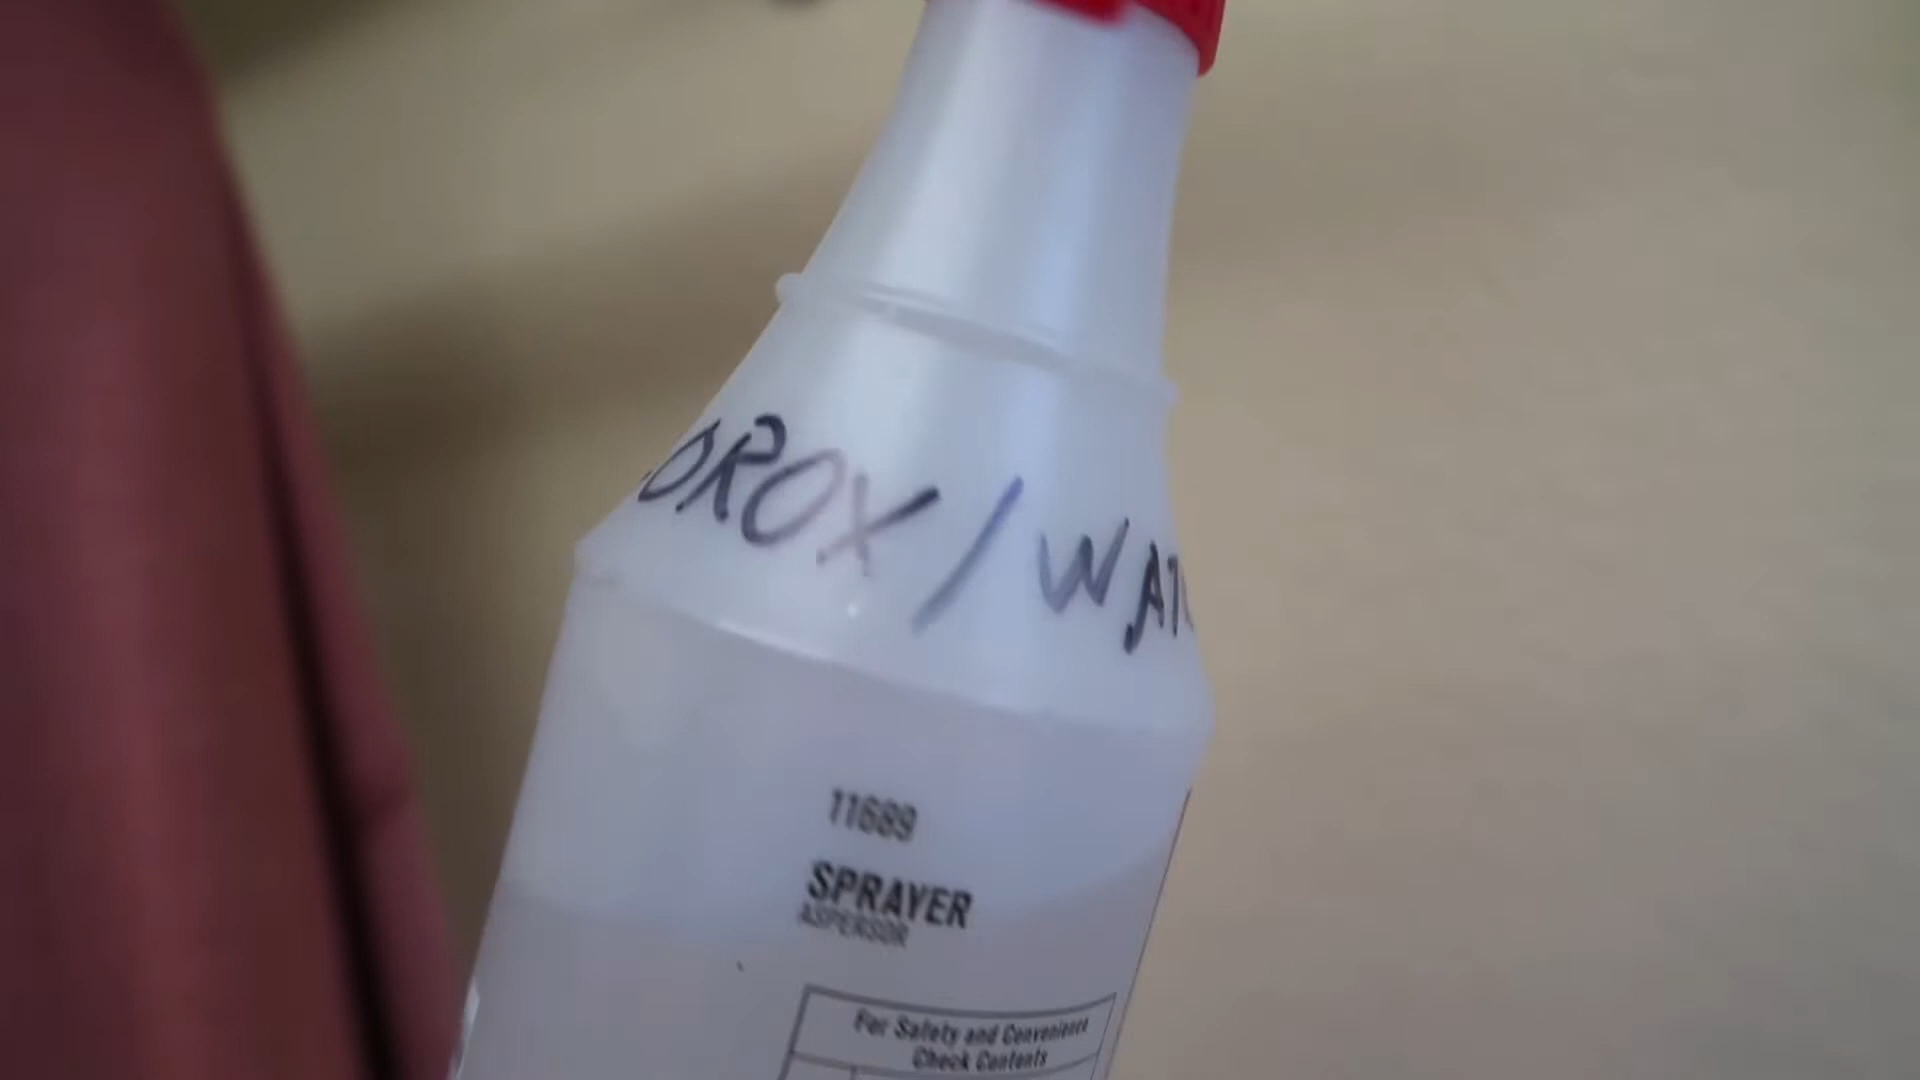 OROX / WAT
11689
SPRAYER
ASPERSOR
For Safety and Convenience
Check Contents